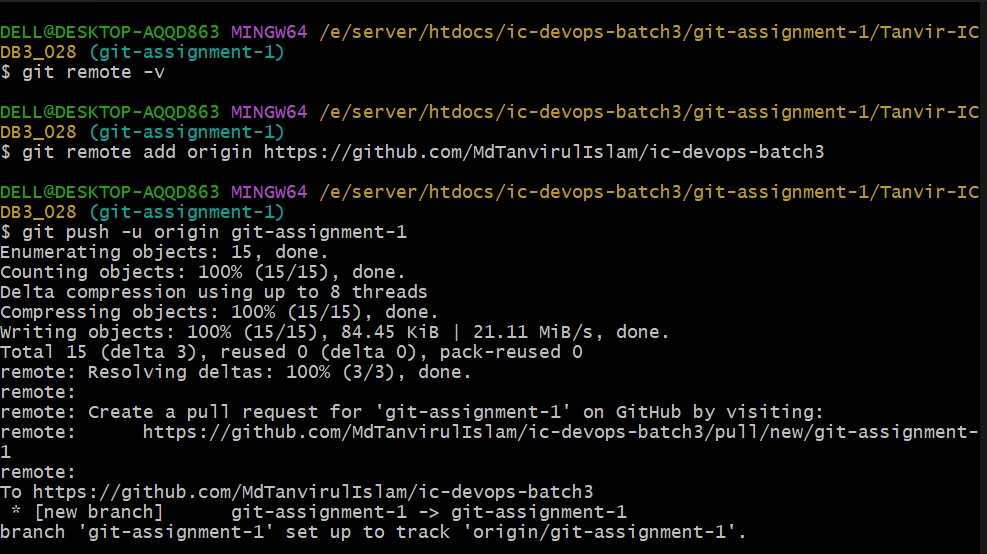 DELL@DESKTOP-AQQD863 MINGW64 /e/server/htdocs/ic-devops-batch3/git-assignment-1/Tanvir-IC
DB3_028 (git-assignment-1)
$ git remote -v
DELL@DESKTOP-AQQD863 MINGW64 /e/server/htdocs/ic-devops-batch3/git-assignment-1/Tanvir-IC
DB3_028 (git-assignment-1)
$ git remote add origin https://github.com/MdTanvirulIslam/ic-devops-batch3
DELL@DESKTOP-AQQD863 MINGW64 /e/server/htdocs/ic-devops-batch3/git-assignment-1/Tanvir-IC
DB3_028 (git-assignment-1)
$ git push -u origin git-assignment-1
Enumerating objects: 15, done.
Counting objects: 100% (15/15), done.
Delta compression using up to 8 threads
Compressing objects: 100% (15/15), done.
Writing objects: 100% (15/15), 84.45 KiB | 21.11 MiB/s, done.
Total 15 (delta 3), reused 0 (delta 0), pack-reused 0
remote: Resolving deltas: 100% (3/3), done.
remote:
remote: Create a pull request for 'git-assignment-1' on GitHub by visiting:
remote:      https://github.com/MdTanvirulIslam/ic-devops-batch3/pull/new/git-assignment-
1
remote:
To https://github.com/MdTanvirulIslam/ic-devops-batch3
 * [new branch]      git-assignment-1 -> git-assignment-1
branch 'git-assignment-1' set up to track 'origin/git-assignment-1'.